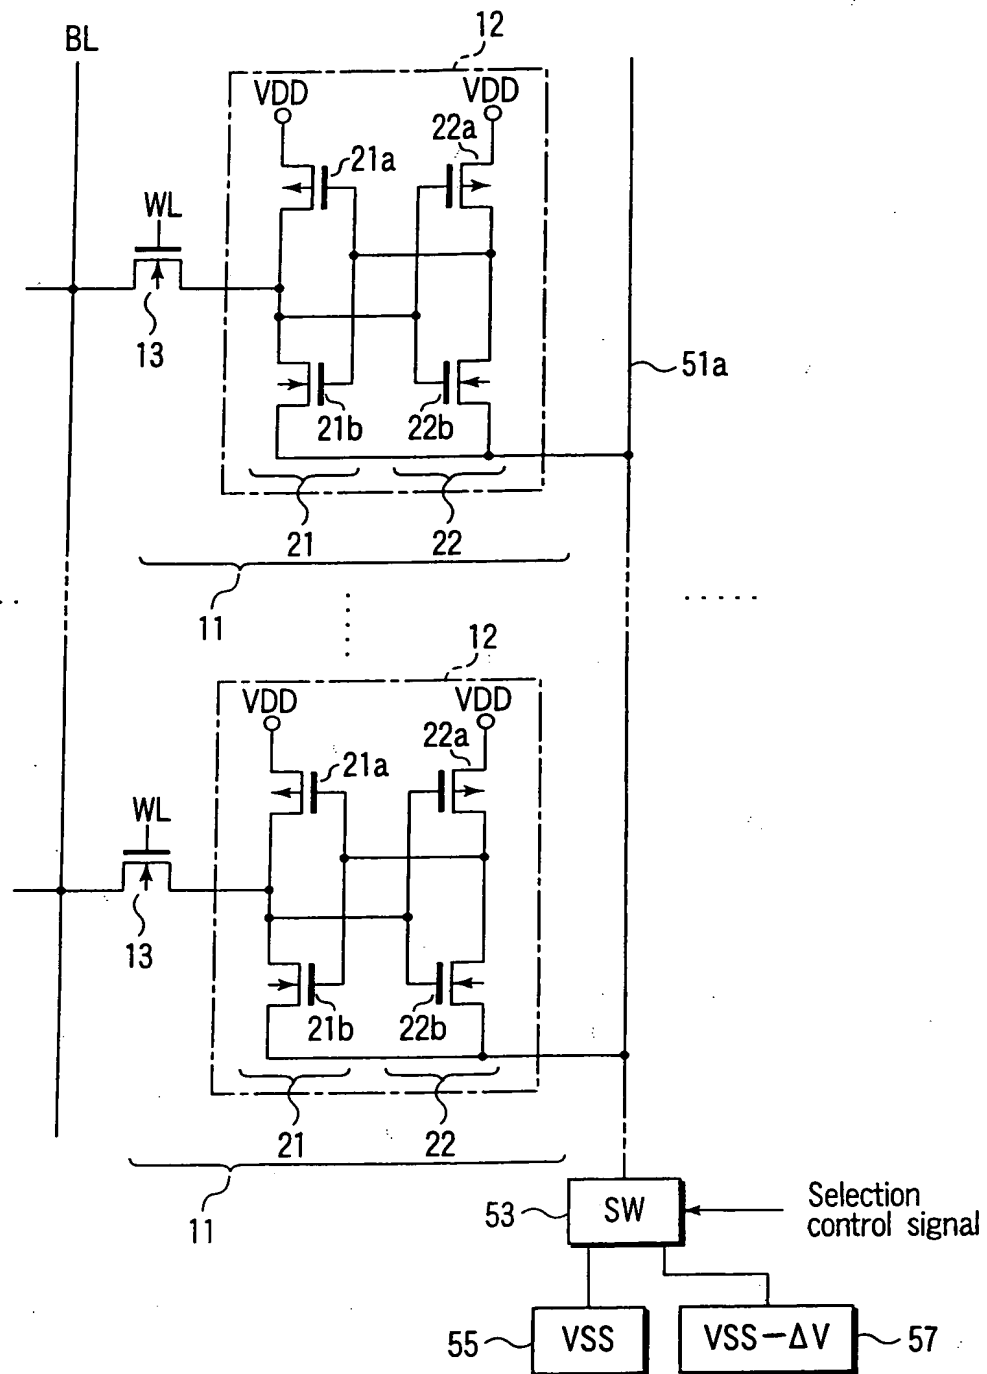 BL
12
VDD
VDD
22a
21a
WL
13
51a
21b
22b
21
22
11
12
VDD
VDD
22a
21a
WL
13
21b
22b
21
22
11
53
SW
Selection
control signal
55
VSS
VSS－ΔV
57